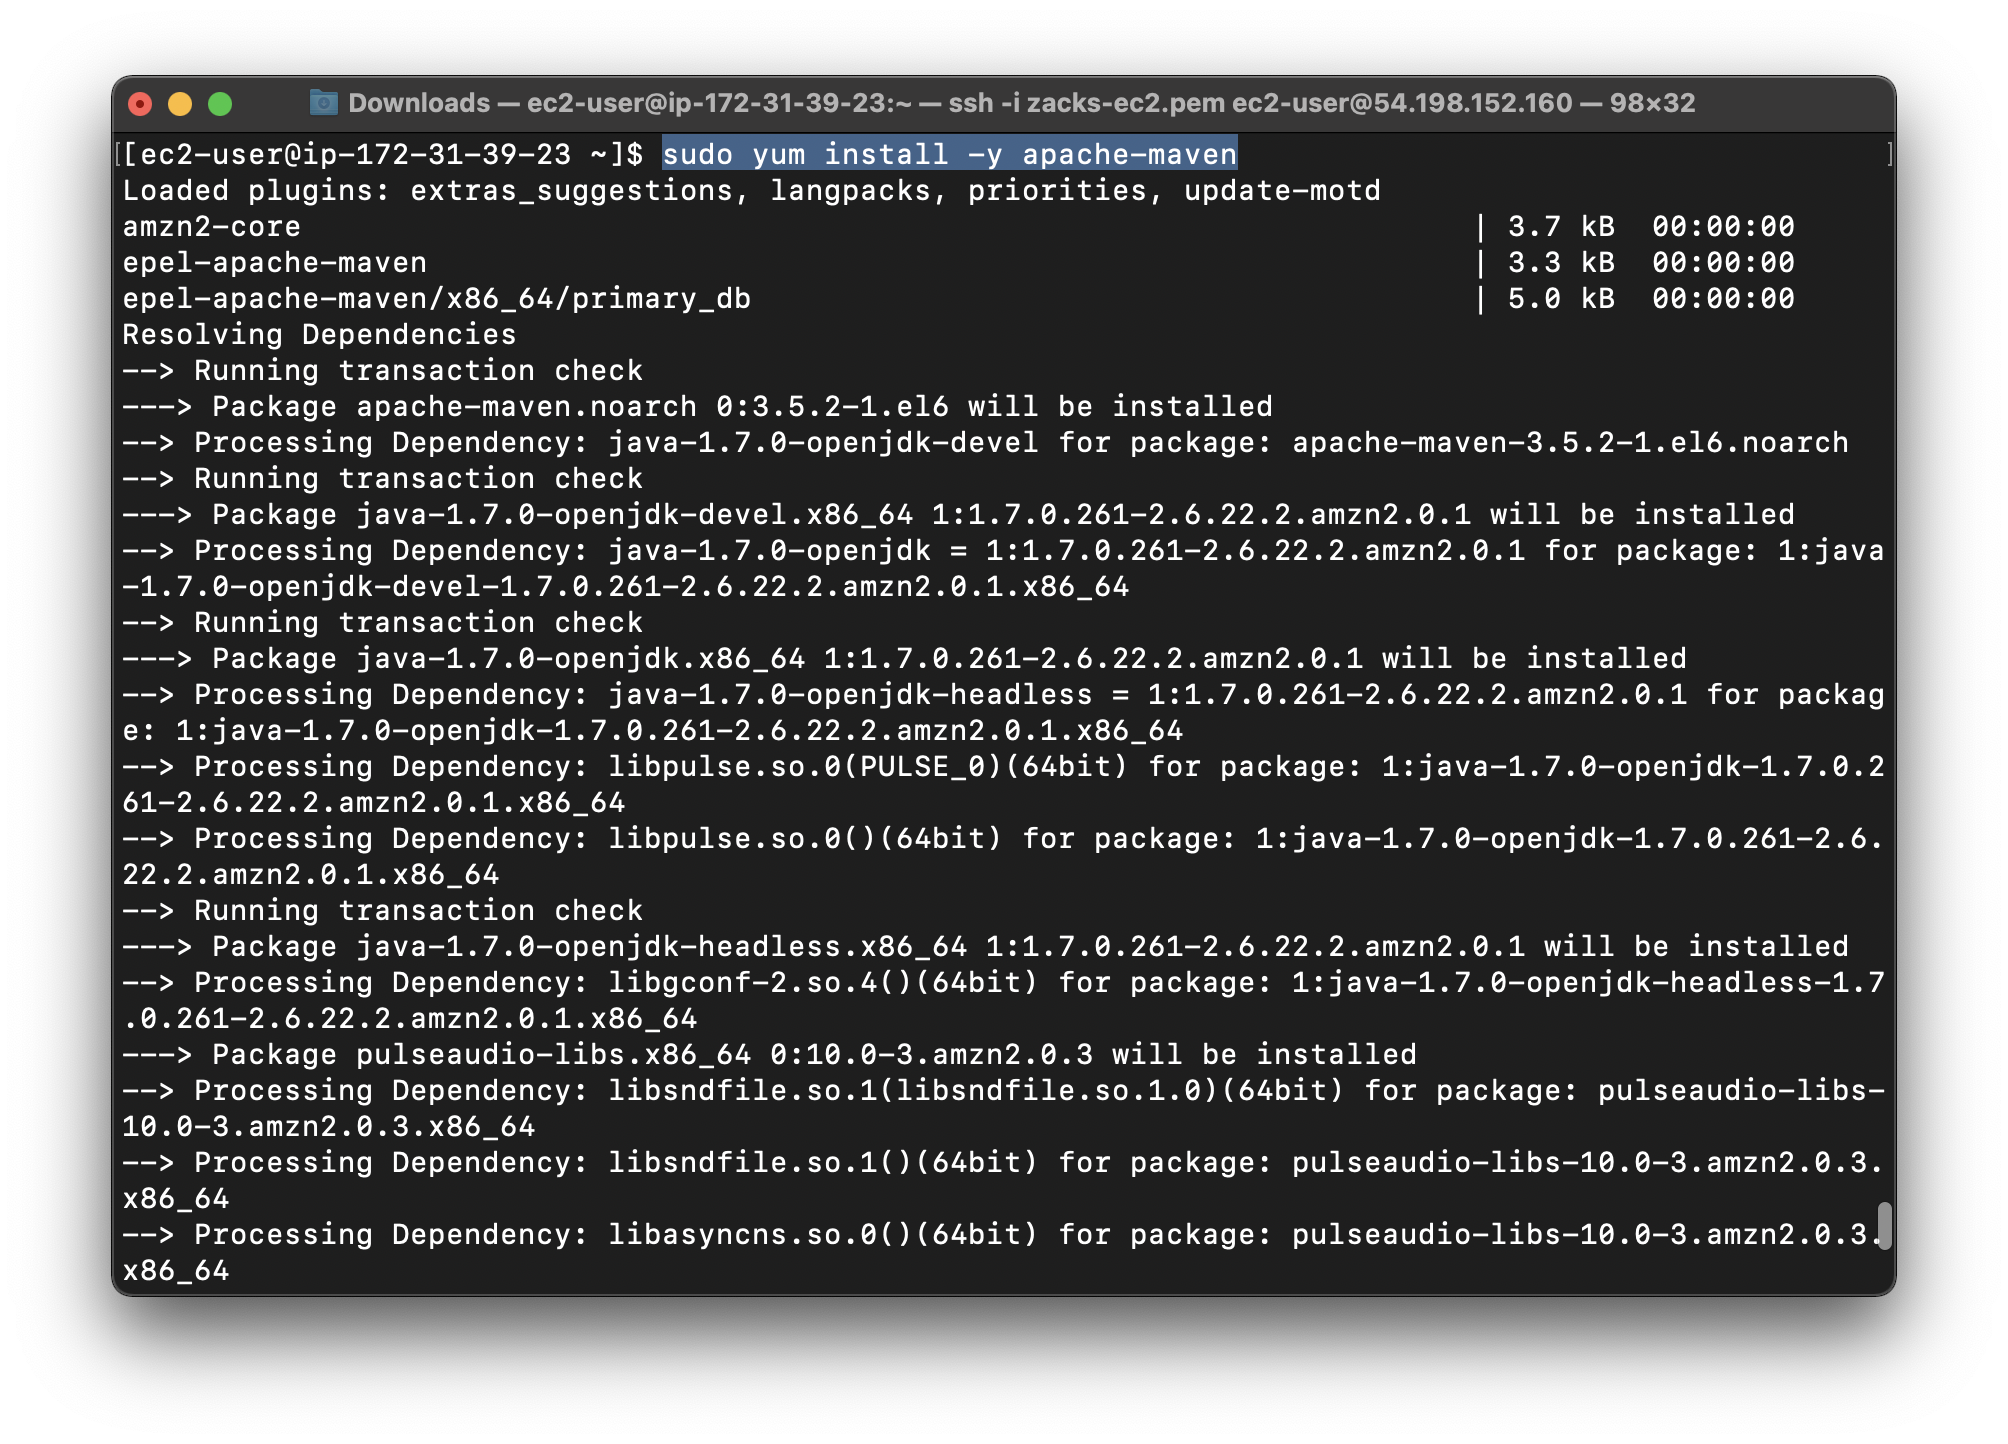 Downloads — ec2-user@ip-172-31-39-23:~ — ssh -i zacks-ec2.pem ec2-user@54.198.152.160 — 98×32
[[ec2-user@ip-172-31-39-23 ~]$ sudo yum install -y apache-maven ]
Loaded plugins: extras_suggestions, langpacks, priorities, update-motd
amzn2-core | 3.7 kB 00:00:00
epel-apache-maven | 3.3 kB 00:00:00
epel-apache-maven/x86_64/primary_db | 5.0 kB 00:00:00
Resolving Dependencies
--> Running transaction check
---> Package apache-maven.noarch 0:3.5.2-1.el6 will be installed
--> Processing Dependency: java-1.7.0-openjdk-devel for package: apache-maven-3.5.2-1.el6.noarch
--> Running transaction check
---> Package java-1.7.0-openjdk-devel.x86_64 1:1.7.0.261-2.6.22.2.amzn2.0.1 will be installed
--> Processing Dependency: java-1.7.0-openjdk = 1:1.7.0.261-2.6.22.2.amzn2.0.1 for package: 1:java
-1.7.0-openjdk-devel-1.7.0.261-2.6.22.2.amzn2.0.1.x86_64
--> Running transaction check
---> Package java-1.7.0-openjdk.x86_64 1:1.7.0.261-2.6.22.2.amzn2.0.1 will be installed
--> Processing Dependency: java-1.7.0-openjdk-headless = 1:1.7.0.261-2.6.22.2.amzn2.0.1 for packag
e: 1:java-1.7.0-openjdk-1.7.0.261-2.6.22.2.amzn2.0.1.x86_64
--> Processing Dependency: libpulse.so.0(PULSE_0)(64bit) for package: 1:java-1.7.0-openjdk-1.7.0.2
61-2.6.22.2.amzn2.0.1.x86_64
--> Processing Dependency: libpulse.so.0()(64bit) for package: 1:java-1.7.0-openjdk-1.7.0.261-2.6.
22.2.amzn2.0.1.x86_64
--> Running transaction check
---> Package java-1.7.0-openjdk-headless.x86_64 1:1.7.0.261-2.6.22.2.amzn2.0.1 will be installed
--> Processing Dependency: libgconf-2.so.4()(64bit) for package: 1:java-1.7.0-openjdk-headless-1.7
.0.261-2.6.22.2.amzn2.0.1.x86_64
---> Package pulseaudio-libs.x86_64 0:10.0-3.amzn2.0.3 will be installed
--> Processing Dependency: libsndfile.so.1(libsndfile.so.1.0)(64bit) for package: pulseaudio-libs-
10.0-3.amzn2.0.3.x86_64
--> Processing Dependency: libsndfile.so.1()(64bit) for package: pulseaudio-libs-10.0-3.amzn2.0.3.
x86_64
--> Processing Dependency: libasyncns.so.0()(64bit) for package: pulseaudio-libs-10.0-3.amzn2.0.3.
x86_64